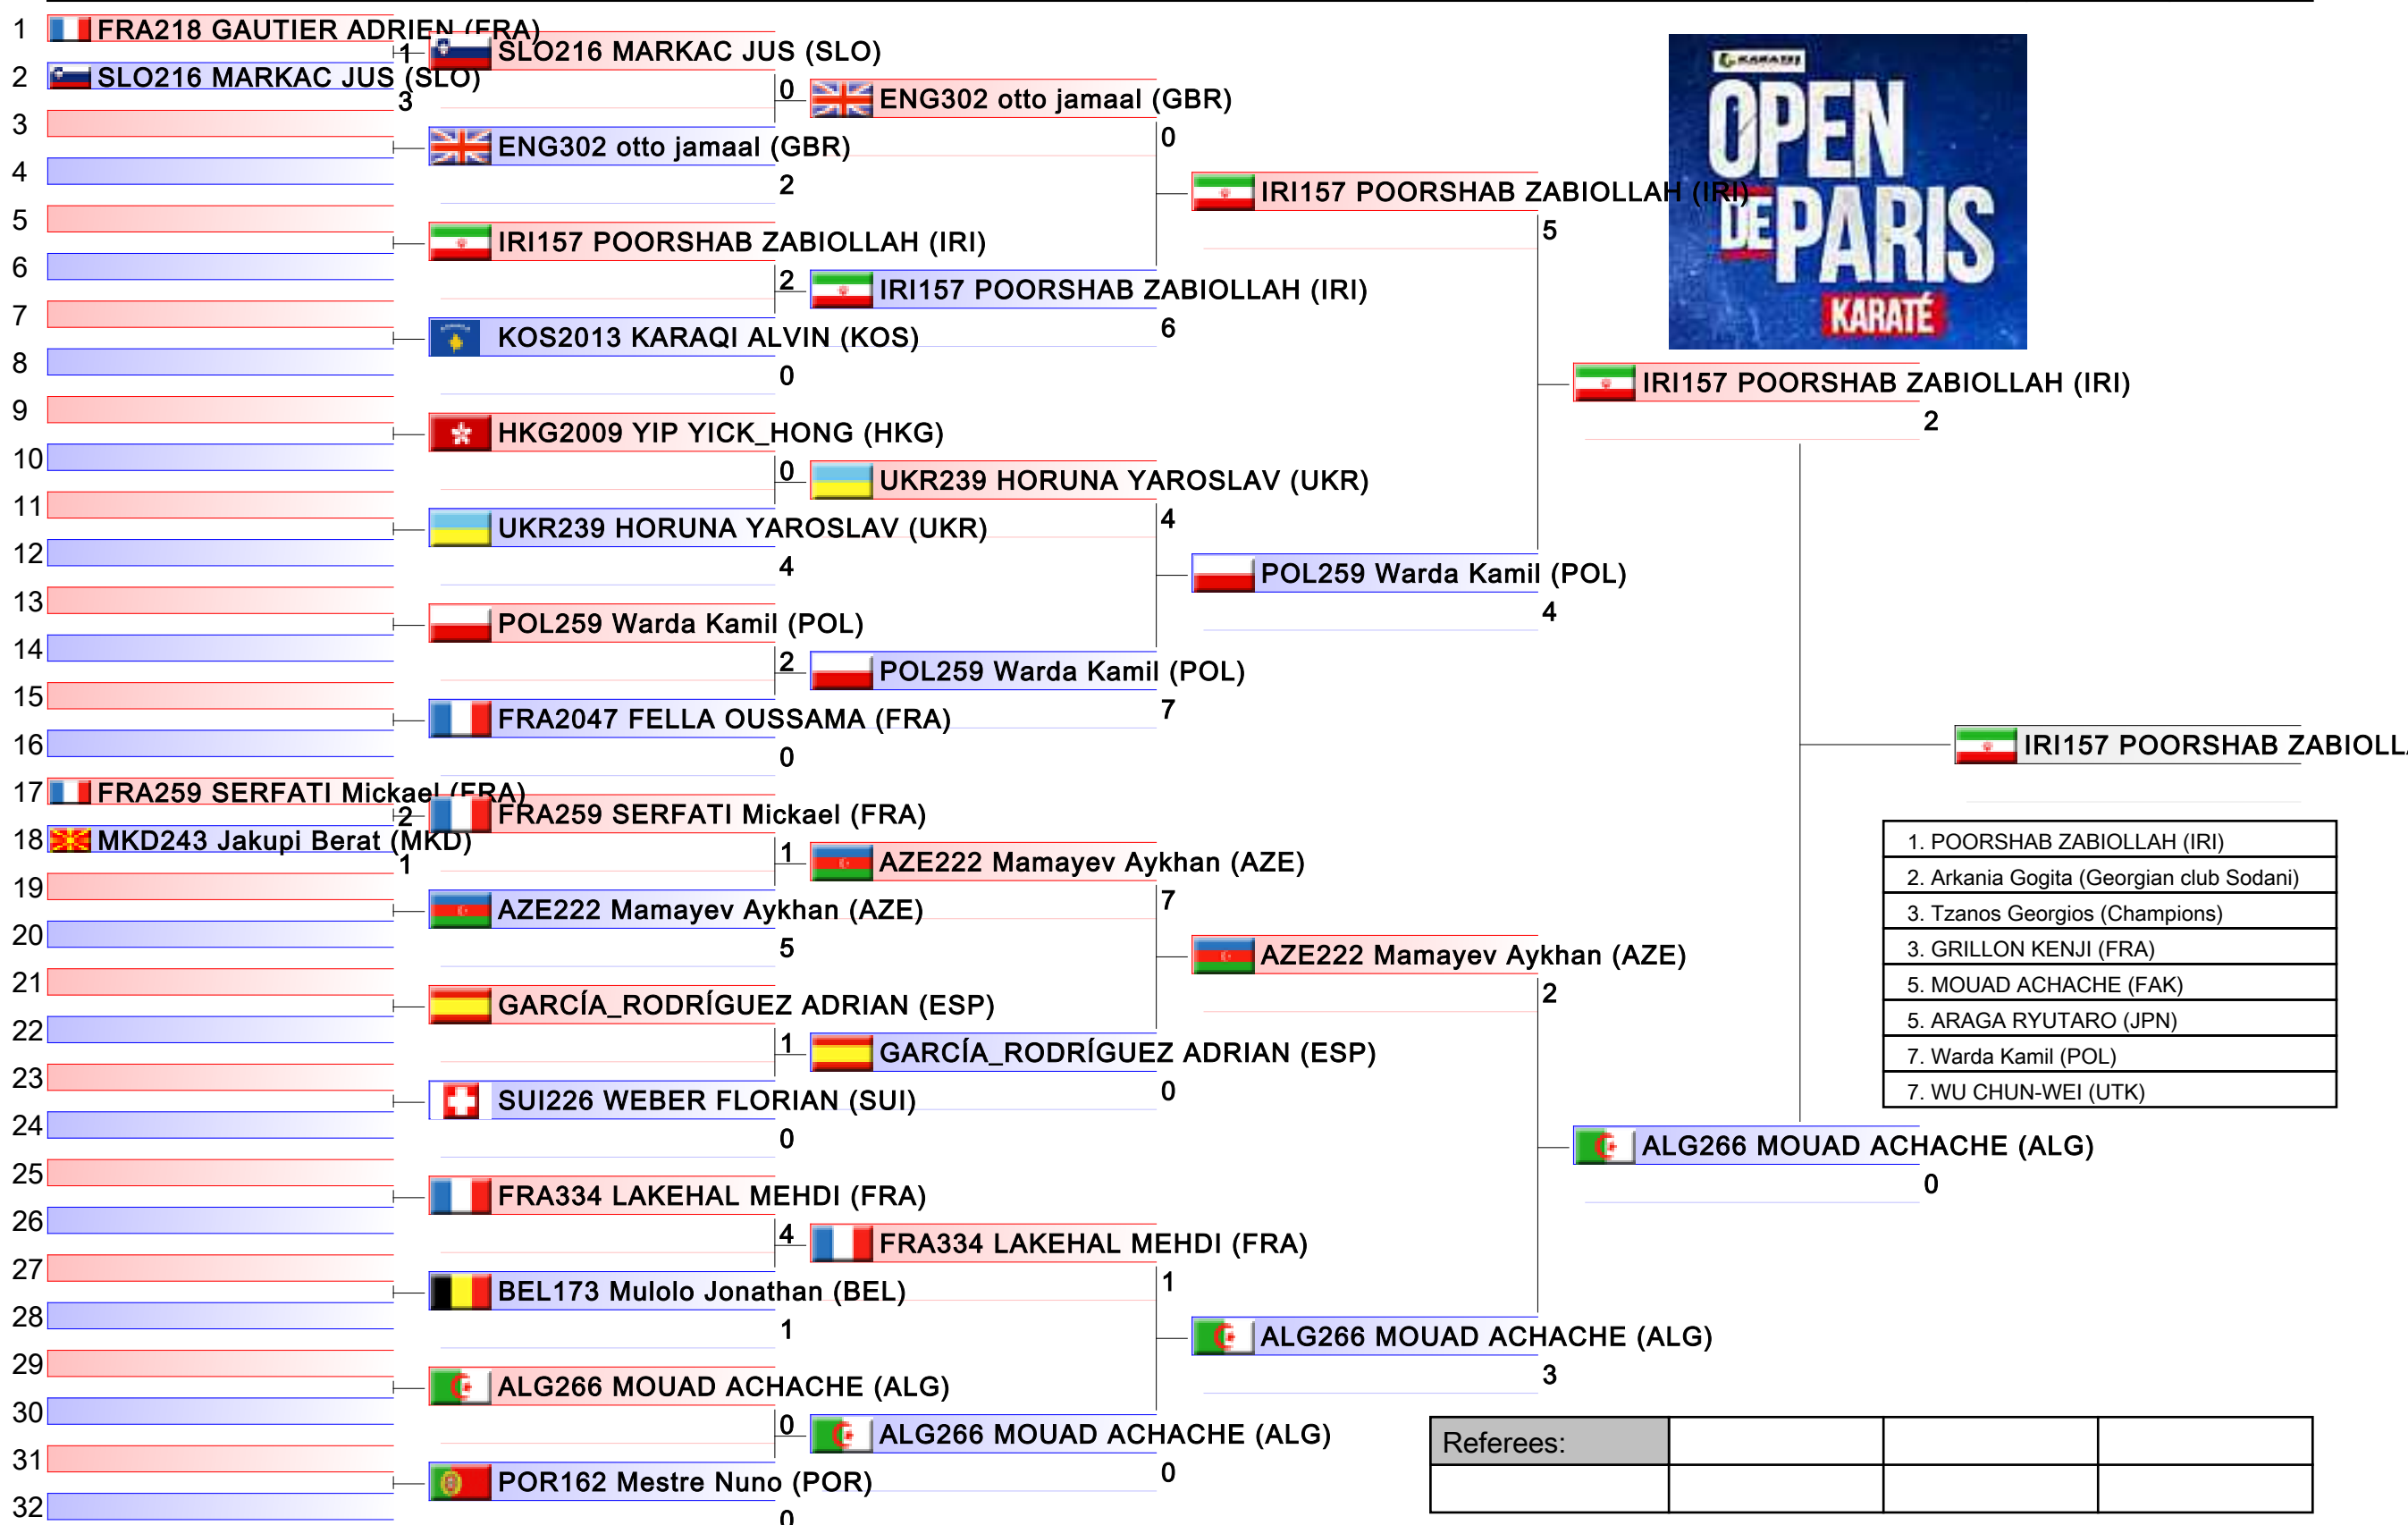 1 FRA218 GAUTIER ADRIEN (FRA)
1
2 SLO216 MARKAC JUS (SLO)
3
3
4
5
6
7
8
9
10
11
12
13
14
15
16
17 FRA259 SERFATI Mickael (FRA)
2
18 MKD243 Jakupi Berat (MKD)
1
19
20
21
22
23
24
25
26
27
28
29
30
31
32
SLO216 MARKAC JUS (SLO)
0
ENG302 otto jamaal (GBR)
2
IRI157 POORSHAB ZABIOLLAH (IRI)
2
KOS2013 KARAQI ALVIN (KOS)
0
HKG2009 YIP YICK_HONG (HKG)
0
UKR239 HORUNA YAROSLAV (UKR)
4
POL259 Warda Kamil (POL)
2
FRA2047 FELLA OUSSAMA (FRA)
0
FRA259 SERFATI Mickael (FRA)
1
AZE222 Mamayev Aykhan (AZE)
5
GARCÍA_RODRÍGUEZ ADRIAN (ESP)
1
SUI226 WEBER FLORIAN (SUI)
0
FRA334 LAKEHAL MEHDI (FRA)
4
BEL173 Mulolo Jonathan (BEL)
1
ALG266 MOUAD ACHACHE (ALG)
0
POR162 Mestre Nuno (POR)
0
ENG302 otto jamaal (GBR)
0
IRI157 POORSHAB ZABIOLLAH (IRI)
6
UKR239 HORUNA YAROSLAV (UKR)
4
POL259 Warda Kamil (POL)
7
AZE222 Mamayev Aykhan (AZE)
7
GARCÍA_RODRÍGUEZ ADRIAN (ESP)
0
FRA334 LAKEHAL MEHDI (FRA)
1
ALG266 MOUAD ACHACHE (ALG)
0
IRI157 POORSHAB ZABIOLLAH (IRI)
5
POL259 Warda Kamil (POL)
4
AZE222 Mamayev Aykhan (AZE)
2
ALG266 MOUAD ACHACHE (ALG)
3
KARATE
OPEN
DE PARIS
KARATÉ
IRI157 POORSHAB ZABIOLLAH (IRI)
2
ALG266 MOUAD ACHACHE (ALG)
0
IRI157 POORSHAB ZABIOLL
1. POORSHAB ZABIOLLAH (IRI)
2. Arkania Gogita (Georgian club Sodani)
3. Tzanos Georgios (Champions)
3. GRILLON KENJI (FRA)
5. MOUAD ACHACHE (FAK)
5. ARAGA RYUTARO (JPN)
7. Warda Kamil (POL)
7. WU CHUN-WEI (UTK)
Referees: